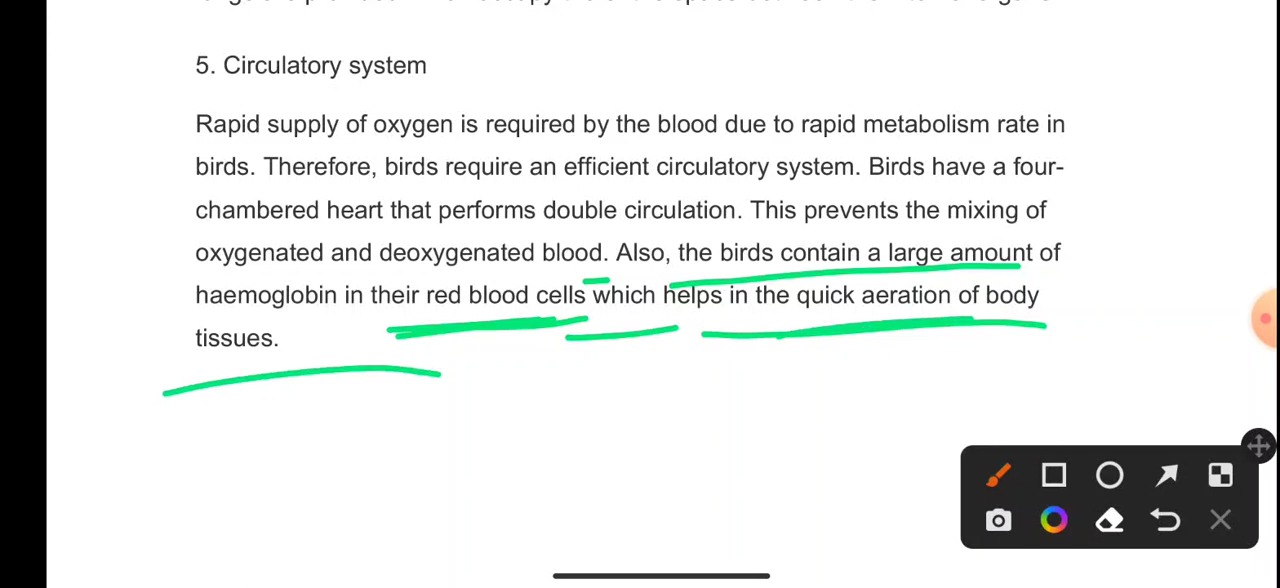 5. Circulatory system
Rapid supply of oxygen is required by the blood due to rapid metabolism rate in
birds. Therefore, birds require an efficient circulatory system. Birds have a four-
chambered heart that performs double circulation. This prevents the mixing of
oxygenated and deoxygenated blood. Also, the birds contain a large amount of
haemoglobin in their red blood cells which helps in the quick aeration of body
tissues.